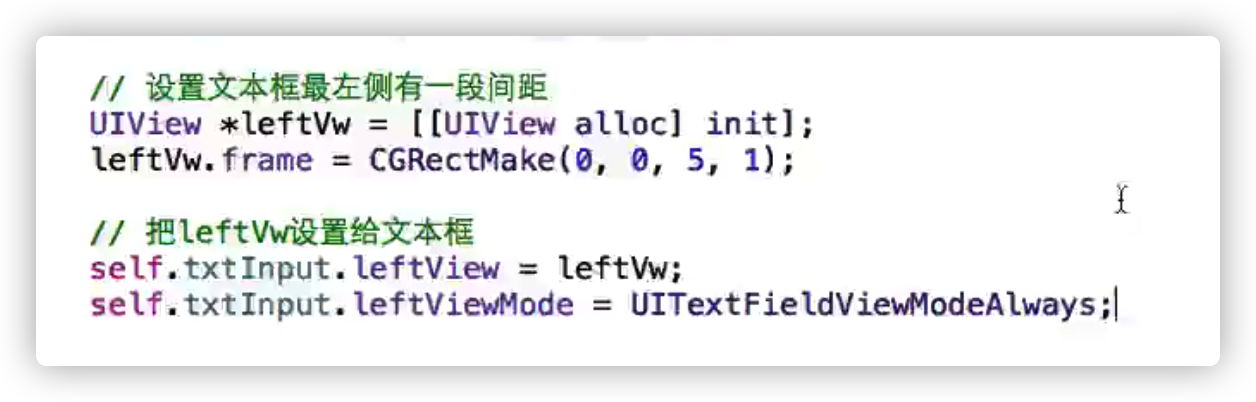 // 设置文本框最左侧有一段间距
UIView *leftVw = [[UIView alloc] init];
leftVw.frame = CGRectMake(0, 0, 5, 1);
// 把leftVw设置给文本框
self.txtInput.leftView = leftVw;
self.txtInput.leftViewMode = UITextFieldViewModeAlways;